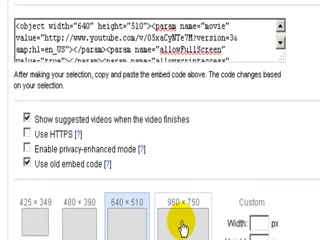 <object width="640" height="510"><param name="movie"
value="http://www.youtube.com/v/05xaCyNTe7M?version=3&
amp;hl=en_US"></param><param name="allowFullScreen"
value="true"></param><param name="allowscriptaccess"
After making your selection, copy and paste the embed code above. The code changes based
on your selection.
Show suggested videos when the video finishes
Use HTTPS [?]
Enable privacy-enhanced mode [?]
Use old embed code [?]
425 × 349 480 × 390 640 × 510 960 × 750 Custom
Width: px
px